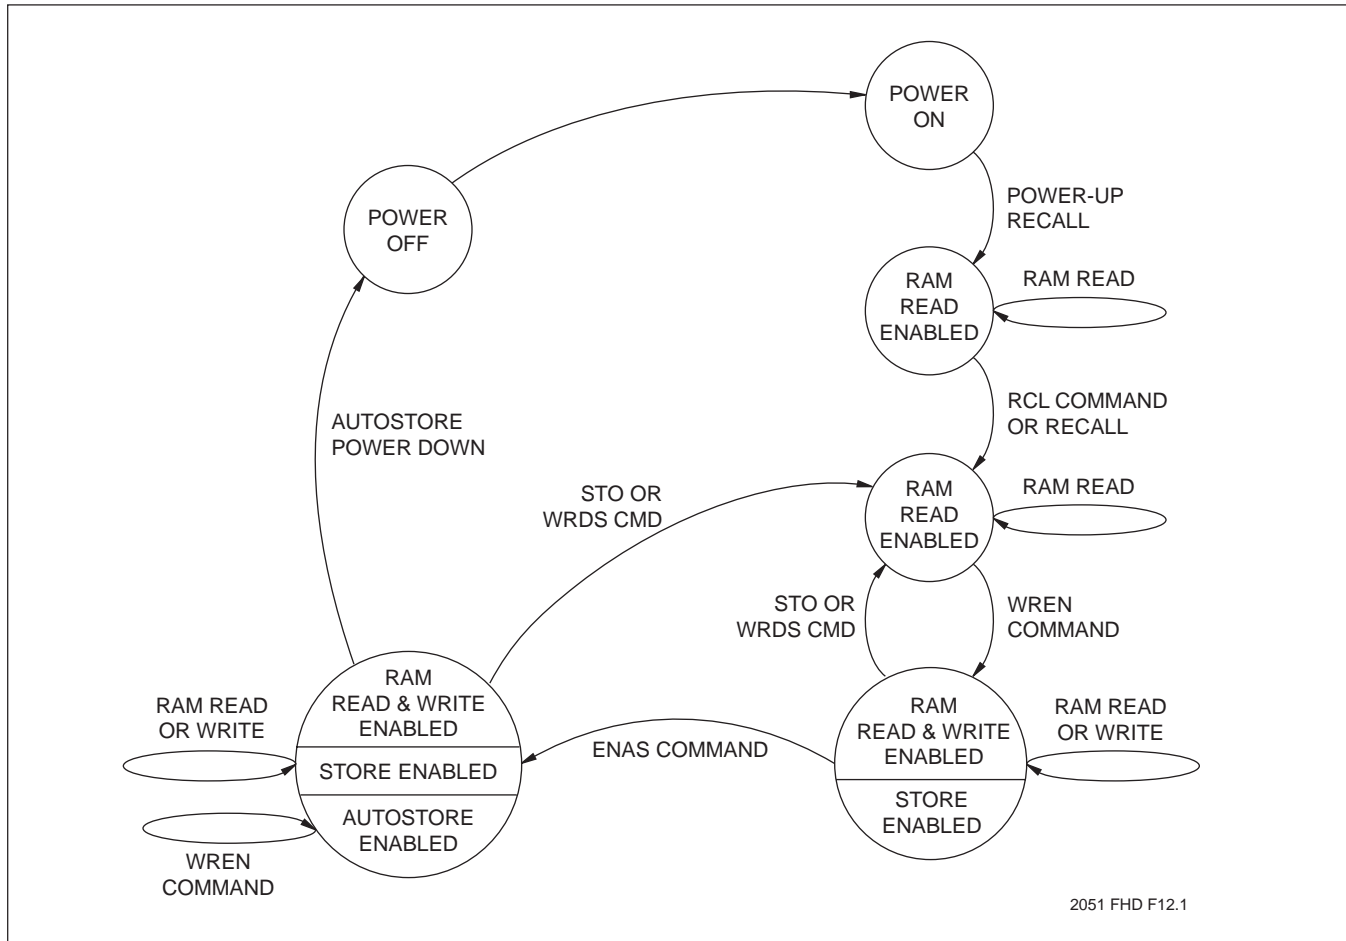 POWER
ON
POWER
OFF
POWER-UP
RECALL
RAM
READ
ENABLED
RAM READ
RCL COMMAND
OR RECALL
AUTOSTORE
POWER DOWN
STO OR
WRDS CMD
RAM
READ
ENABLED
RAM READ
STO OR
WRDS CMD
WREN
COMMAND
RAM READ
OR WRITE
RAM
READ & WRITE
ENABLED
STORE ENABLED
AUTOSTORE
ENABLED
WREN
COMMAND
ENAS COMMAND
RAM
READ & WRITE
ENABLED
STORE
ENABLED
RAM READ
OR WRITE
2051 FHD F12.1